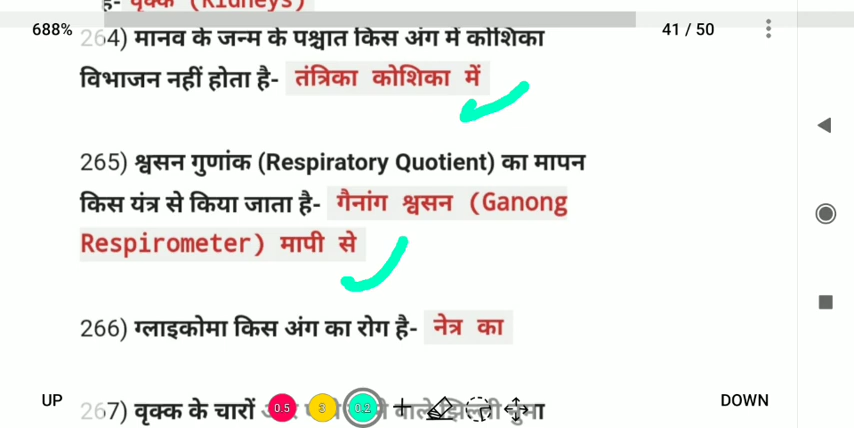 है- वृक्क (Kidneys)
688%
41 / 50
264) मानव के जन्म के पश्चात किस अंग में कोशिका
विभाजन नहीं होता है- तंत्रिका कोशिका में
265) श्वसन गुणांक (Respiratory Quotient) का मापन
किस यंत्र से किया जाता है- गैनांग श्वसन (Ganong
Respirometer) मापी से
266) ग्लाइकोमा किस अंग का रोग है- नेत्र का
UP
267) वृक्क के चारों वाले झिल्ली नुमा
0.5 3 0.2
DOWN